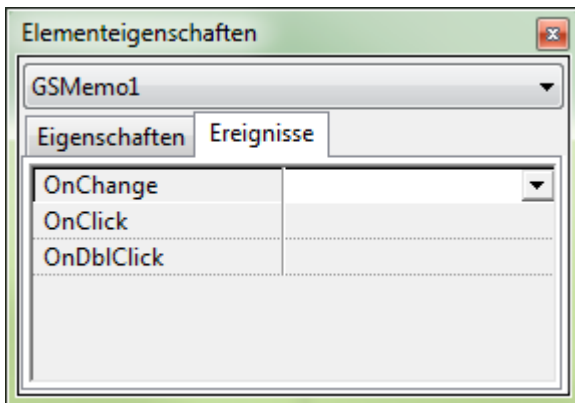 Elementeigenschaften
GSMemo1
Eigenschaften Ereignisse
OnChange
OnClick
OnDblClick